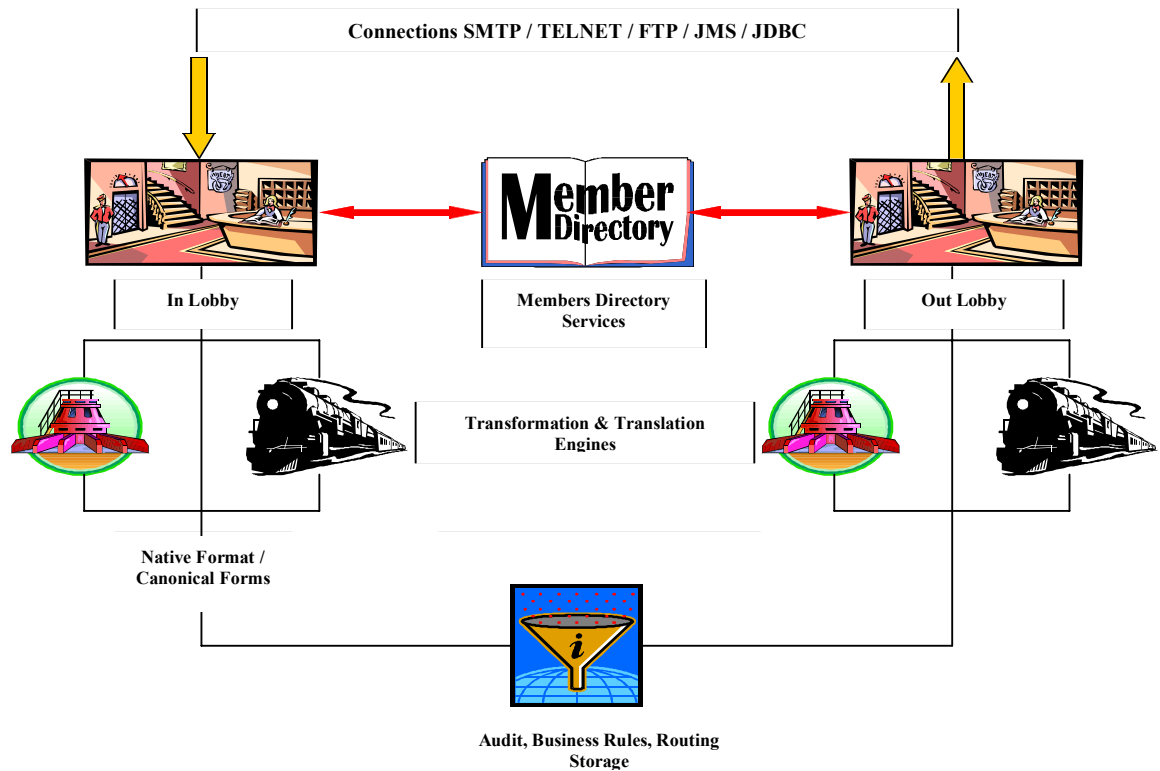 Connections SMTP / TELNET / FTP / JMS / JDBC
Member
Directory
In Lobby
Members Directory
Services
Out Lobby
Transformation & Translation
Engines
Native Format /
Canonical Forms
i
Audit, Business Rules, Routing
Storage